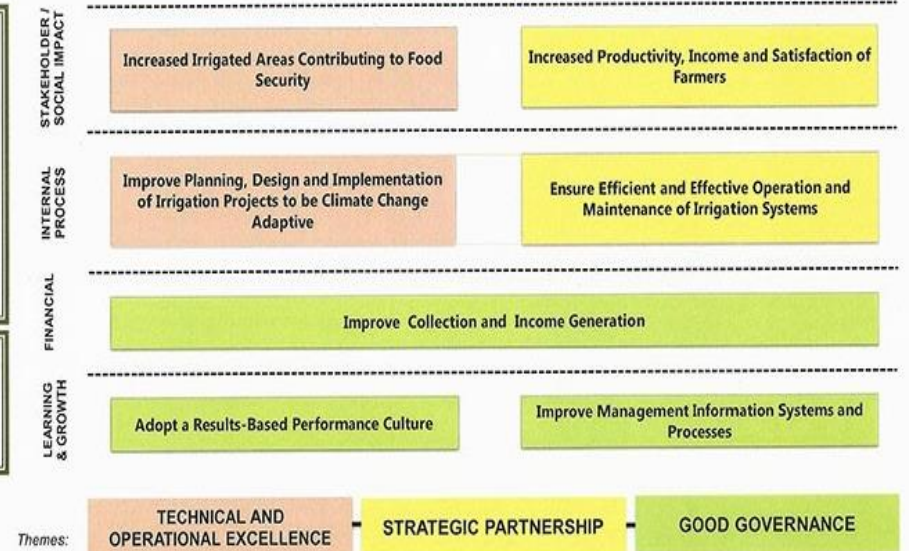 STAKEHOLDER /
SOCIAL IMPACT
Increased Irrigated Areas Contributing to Food
Security
Increased Productivity, Income and Satisfaction of
Farmers
INTERNAL
PROCESS
Improve Planning, Design and Implementation
of Irrigation Projects to be Climate Change
Adaptive
Ensure Efficient and Effective Operation and
Maintenance of Irrigation Systems
FINANCIAL
Improve Collection and Income Generation
LEARNING
& GROWTH
Adopt a Results-Based Performance Culture
Improve Management Information Systems and
Processes
Themes:
TECHNICAL AND
OPERATIONAL EXCELLENCE
STRATEGIC PARTNERSHIP
GOOD GOVERNANCE